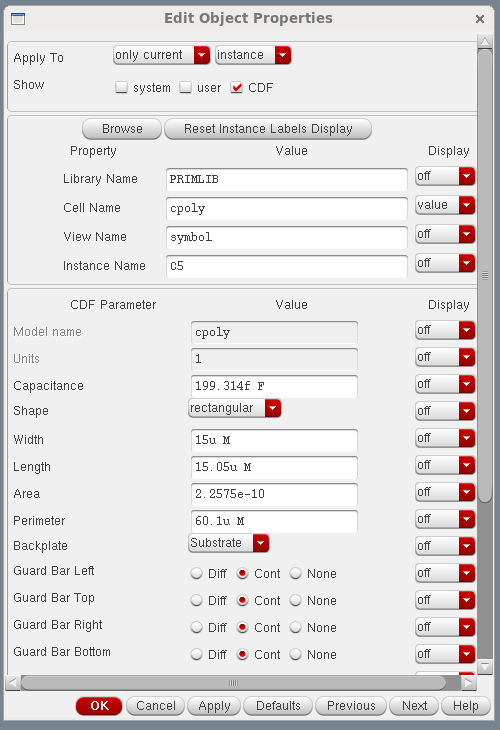 Edit Object Properties
Apply To only current instance
Show system user CDF
Browse Reset Instance Labels Display
Property Value Display
Library Name PRIMLIB off
Cell Name cpoly value
View Name symbol off
Instance Name C5 off
CDF Parameter Value Display
Model name cpoly off
Units 1 off
Capacitance 199.314f F off
Shape rectangular off
Width 15u M off
Length 15.05u M off
Area 2.2575e-10 off
Perimeter 60.1u M off
Backplate Substrate off
Guard Bar Left Diff Cont None off
Guard Bar Top Diff Cont None off
Guard Bar Right Diff Cont None off
Guard Bar Bottom Diff Cont None off
OK Cancel Apply Defaults Previous Next Help